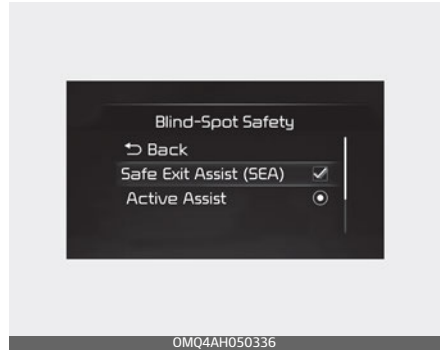 Blind-Spot Safety
Back
Safe Exit Assist (SEA)
Active Assist
OMQ4AH050336